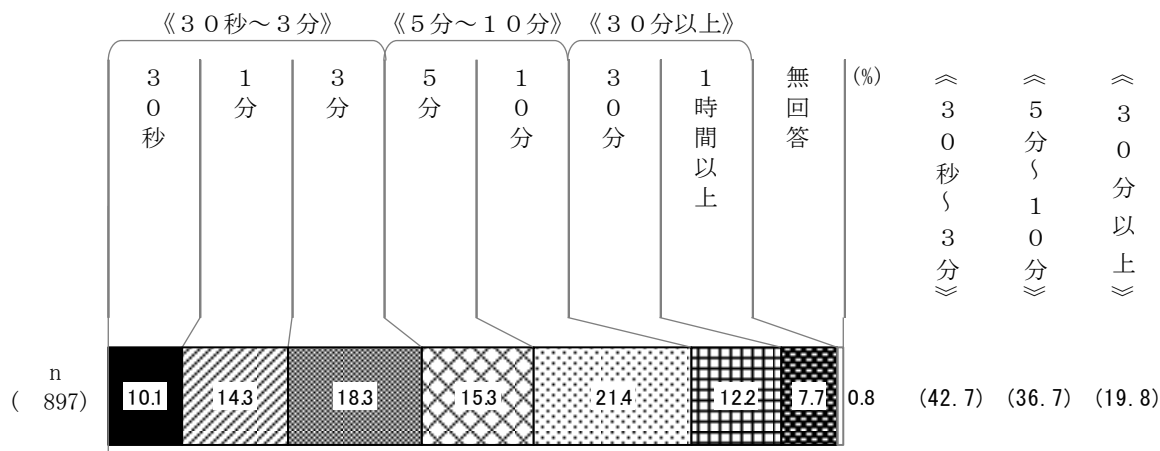 《３０秒～３分》
《５分～１０分》
《３０分以上》
３０秒
１分
３分
５分
１０分
３０分
１時間以上
無回答
(%)
《３０秒～３分》
《５分～１０分》
《３０分以上》
n
( 897)
10.1
14.3
18.3
15.3
21.4
12.2
7.7
0.8
(42.7)
(36.7)
(19.8)